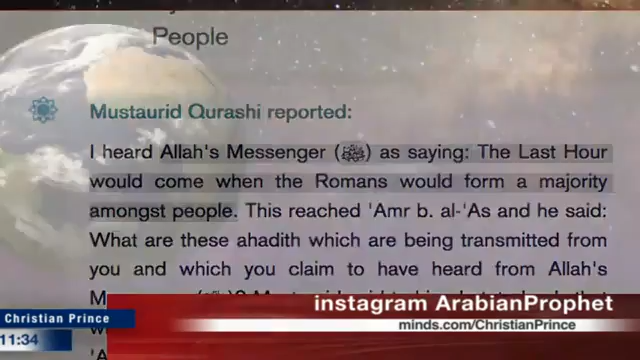 People
Mustaurid Qurashi reported:
I heard Allah's Messenger (ﷺ) as saying: The Last Hour
would come when the Romans would form a majority
amongst people. This reached 'Amr b. al-'As and he said:
What are these ahadith which are being transmitted from
you and which you claim to have heard from Allah's
instagram ArabianProphet
Christian Prince
minds.com/ChristianPrince
11:34